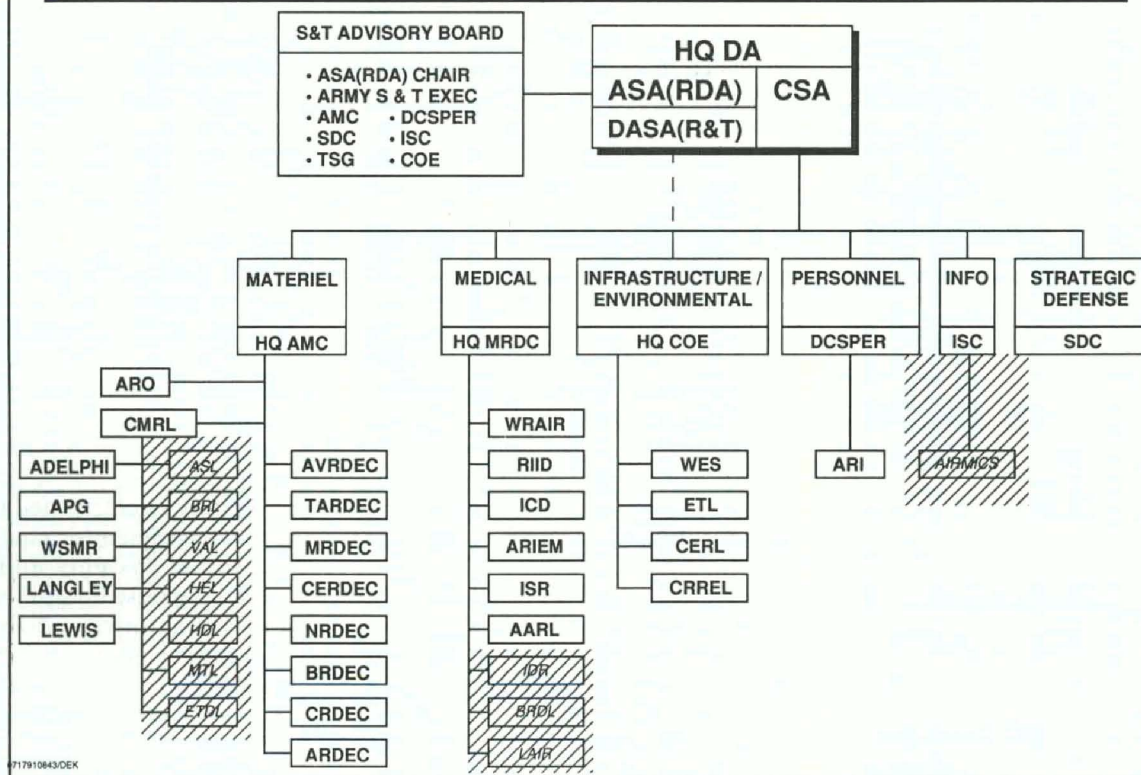 S&T ADVISORY BOARD
• ASA(RDA) CHAIR
• ARMY S & T EXEC
• AMC • DCSPER
• SDC • ISC
• TSG • COE
HQ DA
ASA(RDA)
CSA
DASA(R&T)
MATERIEL
HQ AMC
MEDICAL
HQ MRDC
INFRASTRUCTURE /
ENVIRONMENTAL
HQ COE
PERSONNEL
DCSPER
INFO
ISC
STRATEGIC
DEFENSE
SDC
ARO
CMRL
ADELPHI
APG
WSMR
LANGLEY
LEWIS
ASL
BRL
VAL
HEL
HDL
MTL
ETDL
AVRDEC
TARDEC
MRDEC
CERDEC
NRDEC
BRDEC
CRDEC
ARDEC
WRAIR
RIID
ICD
ARIEM
ISR
AARL
IDR
BRDL
LAIR
WES
ETL
CERL
CRREL
ARI
AIRMICS
717910843/DEK